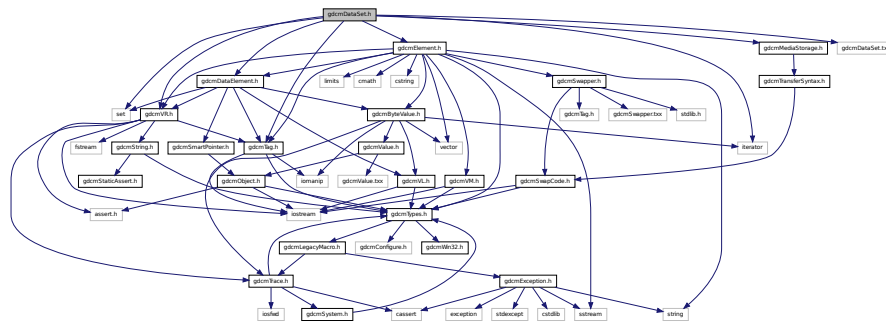 gdcmDataSet.h
gdcmElement.h
gdcmMediaStorage.h
gdcmDataSet.tx
gdcmDataElement.h
limits
cmath
cstring
gdcmSwapper.h
gdcmTransferSyntax.h
set
gdcmVR.h
gdcmByteValue.h
gdcmTag.h
gdcmSwapper.txx
stdlib.h
fstream
gdcmString.h
gdcmSmartPointer.h
gdcmTag.h
gdcmValue.h
vector
iterator
gdcmStaticAssert.h
gdcmObject.h
iomanip
gdcmValue.txx
gdcmVL.h
gdcmVM.h
gdcmSwapCode.h
assert.h
iostream
gdcmTypes.h
gdcmLegacyMacro.h
gdcmConfigure.h
gdcmWin32.h
gdcmTrace.h
gdcmException.h
iosfwd
gdcmSystem.h
cassert
exception
stdexcept
cstdlib
sstream
string